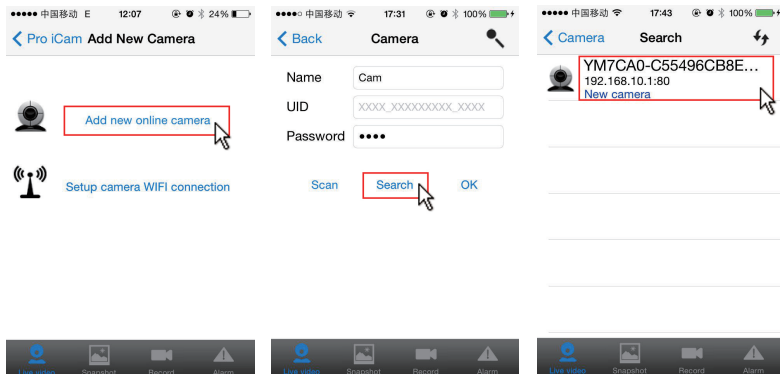 中国移动 E 12:07 24%
Pro iCam Add New Camera
Add new online camera
Setup camera WIFI connection
Live video Snapshot Record Alarm
中国移动 17:31 100%
Back Camera
Name Cam
UID XXXX_XXXXXXXXX_XXXX
Password ••••
Scan Search OK
Live video Snapshot Record Alarm
中国移动 17:43 100%
Camera Search
YM7CA0-C55496CB8E...
192.168.10.1:80
New camera
Live video Snapshot Record Alarm